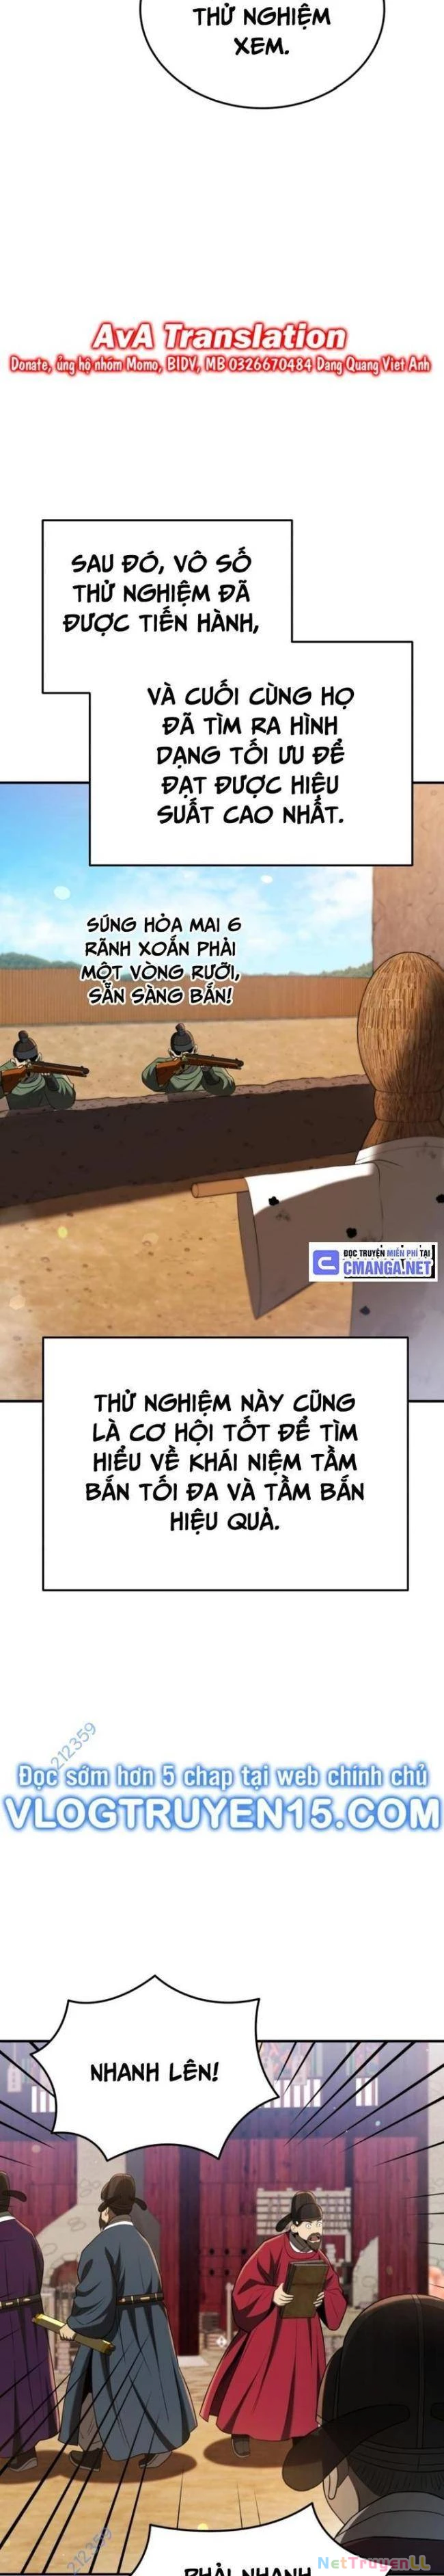 THỬ NGHIỆM
XEM.
AvA Translation
Donate, ủng hộ nhóm Momo, BIDV, MB 0326670484 Dang Quang Viet Anh
SAU ĐÓ, VÔ SỐ
THỬ NGHIỆM ĐÃ
ĐƯỢC TIẾN HÀNH,
VÀ CUỐI CÙNG HỌ
ĐÃ TÌM RA HÌNH
DẠNG TỐI ƯU ĐỂ
ĐẠT ĐƯỢC HIỆU
SUẤT CAO NHẤT.
SÚNG HỎA MAI 6
RÃNH XOẮN PHẢI
MỘT VÒNG RƯỠI,
SẴN SÀNG BẮN!
ĐỌC TRUYỆN MIỄN PHÍ TẠI
CMANGA.NET
THỬ NGHIỆM NÀY CŨNG
LÀ CƠ HỘI TỐT ĐỂ TÌM
HIỂU VỀ KHÁI NIỆM TẦM
BẮN TỐI ĐA VÀ TẦM BẮN
HIỆU QUẢ.
212359
Đọc sớm hơn 5 chap tại web chính chủ
VLOGTRUYEN15.COM
NHANH LÊN!
212359
NetTruyenLL
PHẢI NHANH